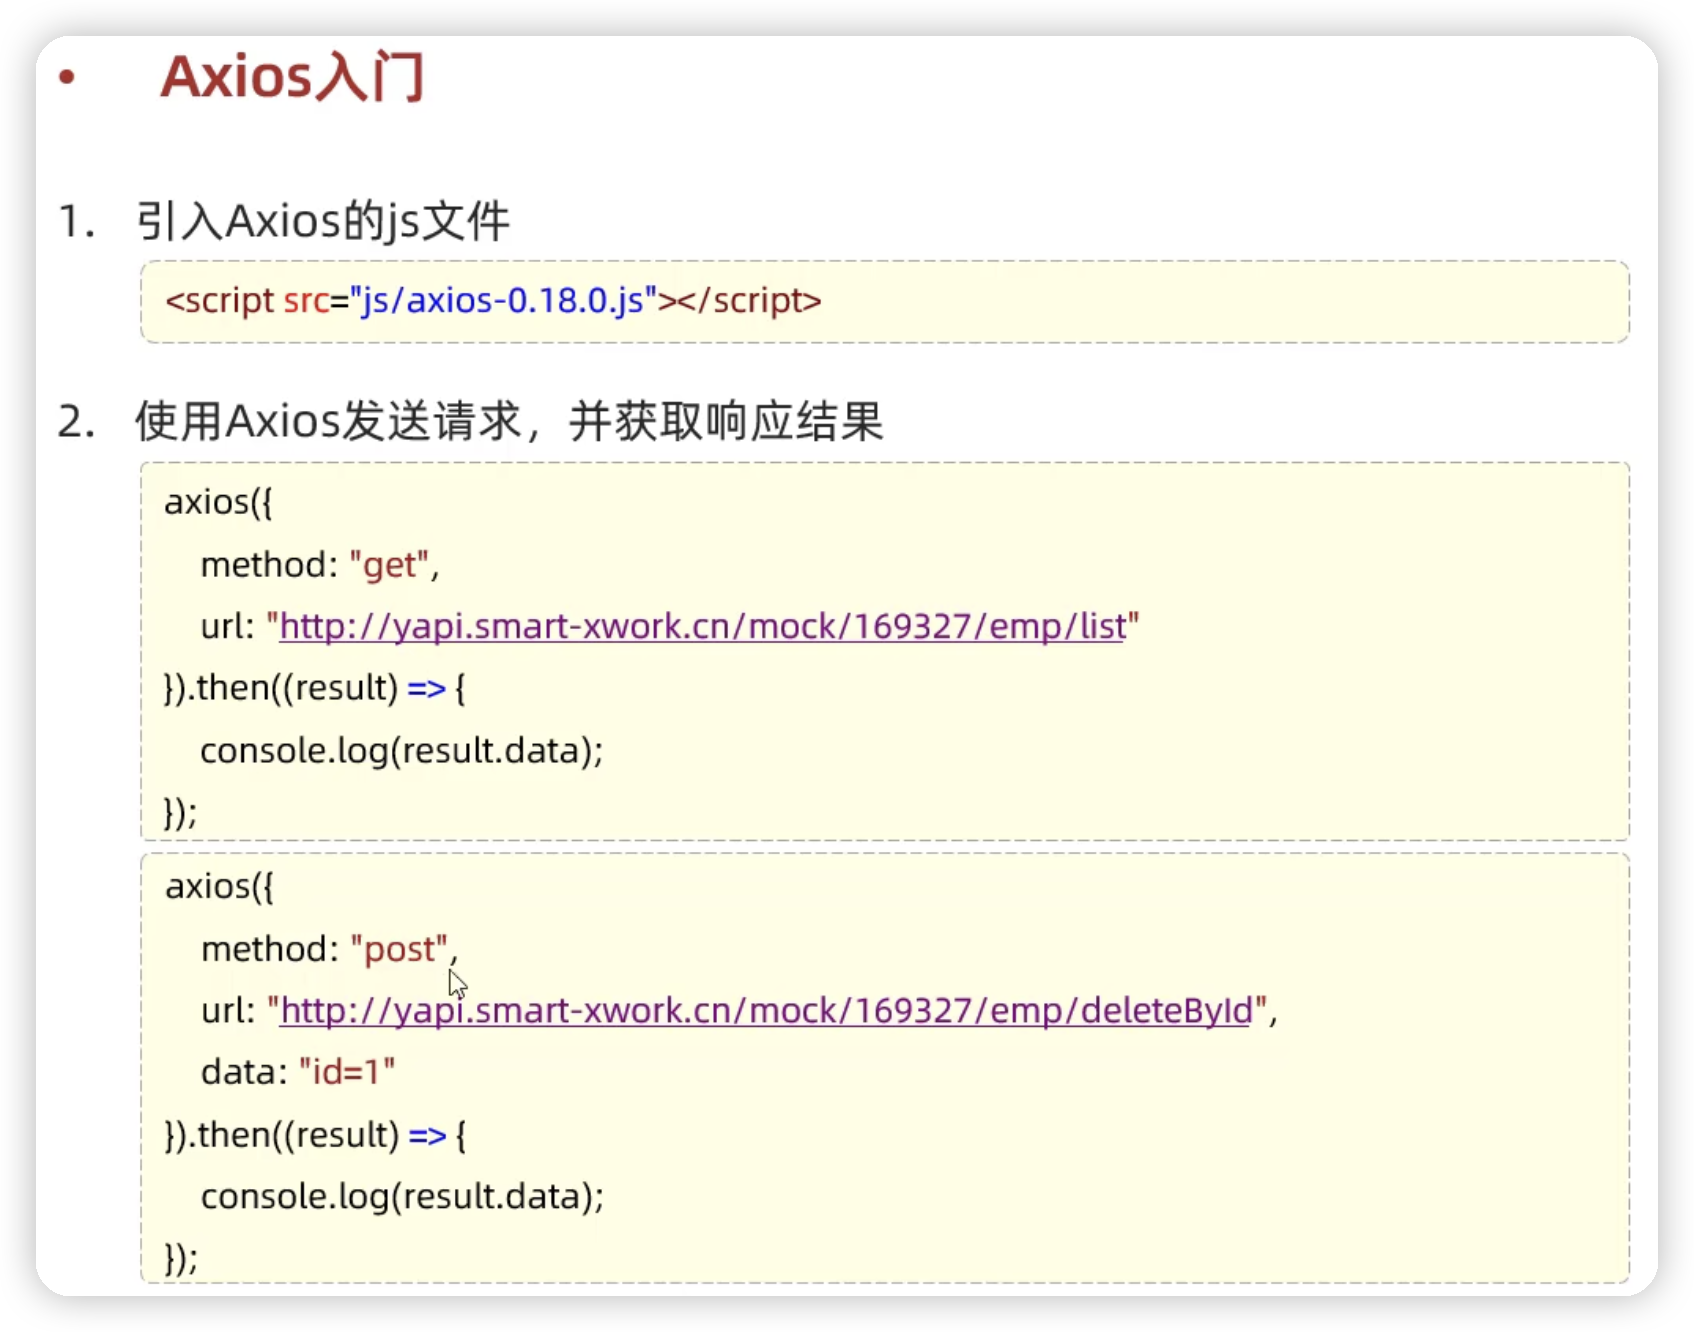 • Axios入门
1. 引入Axios的js文件
<script src="js/axios-0.18.0.js"></script>
2. 使用Axios发送请求，并获取响应结果
axios({
method: "get",
url: "http://yapi.smart-xwork.cn/mock/169327/emp/list"
}).then((result) => {
console.log(result.data);
});
axios({
method: "post",
url: "http://yapi.smart-xwork.cn/mock/169327/emp/deleteById",
data: "id=1"
}).then((result) => {
console.log(result.data);
});